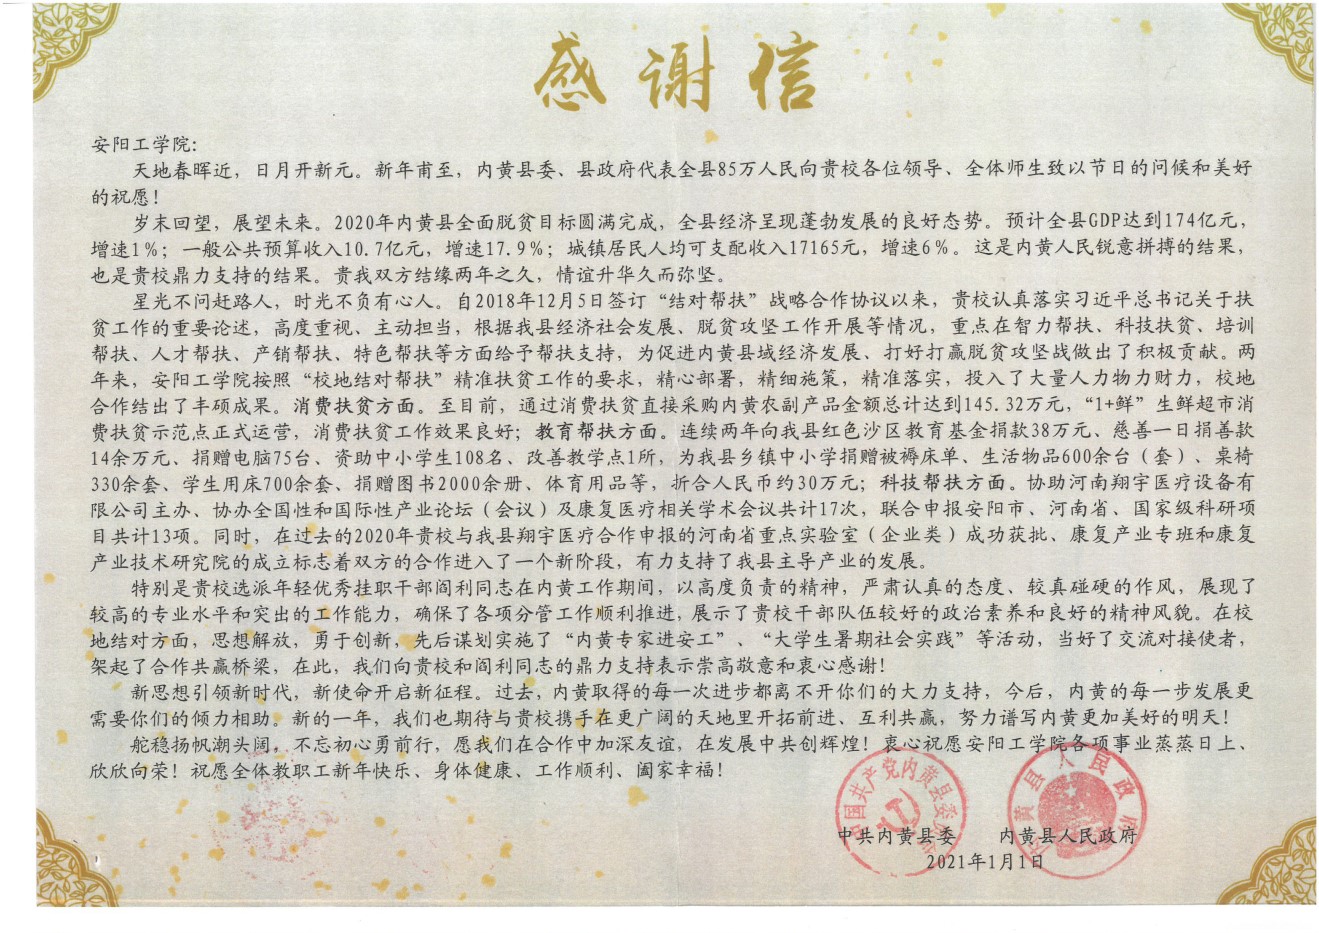 感谢信
安阳工学院：
天地春晖近，日月开新元。新年甫至，内黄县委、县政府代表全县85万人民向贵校各位领导、全体师生致以节日的问候和美好
的祝愿！
岁末回望，展望未来。2020年内黄县全面脱贫目标圆满完成，全县经济呈现蓬勃发展的良好态势。预计全县GDP达到174亿元，
增速1%；一般公共预算收入10.7亿元，增速17.9%；城镇居民人均可支配收入17165元，增速6%。这是内黄人民锐意拼搏的结果，
也是贵校鼎力支持的结果。贵我双方结缘两年之久，情谊升华久而弥坚。
星光不问赶路人，时光不负有心人。自2018年12月5日签订“结对帮扶”战略合作协议以来，贵校认真落实习近平总书记关于扶
贫工作的重要论述，高度重视、主动担当，根据我县经济社会发展、脱贫攻坚工作开展等情况，重点在智力帮扶、科技扶贫、培训
帮扶、人才帮扶、产销帮扶、特色帮扶等方面给予帮扶支持，为促进内黄县域经济发展、打好打赢脱贫攻坚战做出了积极贡献。两
年来，安阳工学院按照“校地结对帮扶”精准扶贫工作的要求，精心部署，精细施策，精准落实，投入了大量人力物力财力，校地
合作结出了丰硕成果。消费扶贫方面。至目前，通过消费扶贫直接采购内黄农副产品金额总计达到145.32万元，“1+鲜”生鲜超市消
费扶贫示范点正式运营，消费扶贫工作效果良好；教育帮扶方面。连续两年向我县红色沙区教育基金捐款38万元、慈善一日捐善款
14余万元、捐赠电脑75台、资助中小学生108名、改善教学点1所，为我县乡镇中小学捐赠被褥床单、生活物品600余台（套）、桌椅
330余套、学生用床700余套、捐赠图书2000余册、体育用品等，折合人民币约30万元；科技帮扶方面。协助河南翔宇医疗设备有
限公司主办、协办全国性和国际性产业论坛（会议）及康复医疗相关学术会议共计17次，联合申报安阳市、河南省、国家级科研项
目共计13项。同时，在过去的2020年贵校与我县翔宇医疗合作申报的河南省重点实验室（企业类）成功获批、康复产业专班和康复
产业技术研究院的成立标志着双方的合作进入了一个新阶段，有力支持了我县主导产业的发展。
特别是贵校选派年轻优秀挂职干部阎利同志在内黄工作期间，以高度负责的精神，严肃认真的态度、较真碰硬的作风，展现了
较高的专业水平和突出的工作能力，确保了各项分管工作顺利推进，展示了贵校干部队伍较好的政治素养和良好的精神风貌。在校
地结对方面，思想解放，勇于创新，先后谋划实施了“内黄专家进安工”、“大学生暑期社会实践”等活动，当好了交流对接使者，
架起了合作共赢桥梁，在此，我们向贵校和阎利同志的鼎力支持表示崇高敬意和衷心感谢！
新思想引领新时代，新使命开启新征程。过去，内黄取得的每一次进步都离不开你们的大力支持，今后，内黄的每一步发展更
需要你们的倾力相助。新的一年，我们也期待与贵校携手在更广阔的天地里开拓前进、互利共赢，努力谱写内黄更加美好的明天！
舵稳扬帆潮头阔，不忘初心勇前行，愿我们在合作中加深友谊，在发展中共创辉煌！衷心祝愿安阳工学院各项事业蒸蒸日上、
欣欣向荣！祝愿全体教职工新年快乐、身体健康、工作顺利、阖家幸福！
中国共产党内黄县委员会
内黄县人民政府
中共内黄县委 内黄县人民政府
2021年1月1日